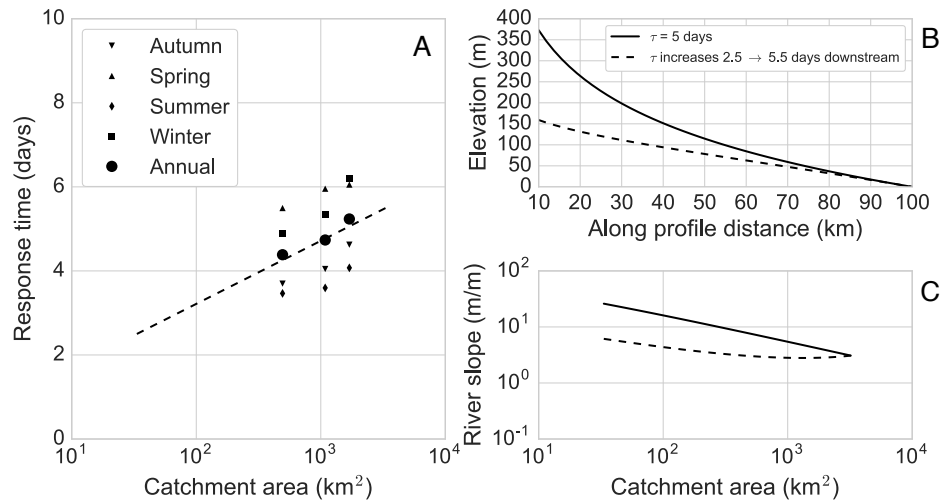 A
Autumn
Spring
Summer
Winter
Annual
10
8
6
4
2
0
Response time (days)
10^1
10^2
10^3
10^4
Catchment area (km^2)
B
τ = 5 days
τ increases 2.5 → 5.5 days downstream
400
350
300
250
200
150
100
50
0
Elevation (m)
10 20 30 40 50 60 70 80 90 100
Along profile distance (km)
C
10^2
10^1
10^0
10^-1
River slope (m/m)
10^1
10^2
10^3
10^4
Catchment area (km^2)